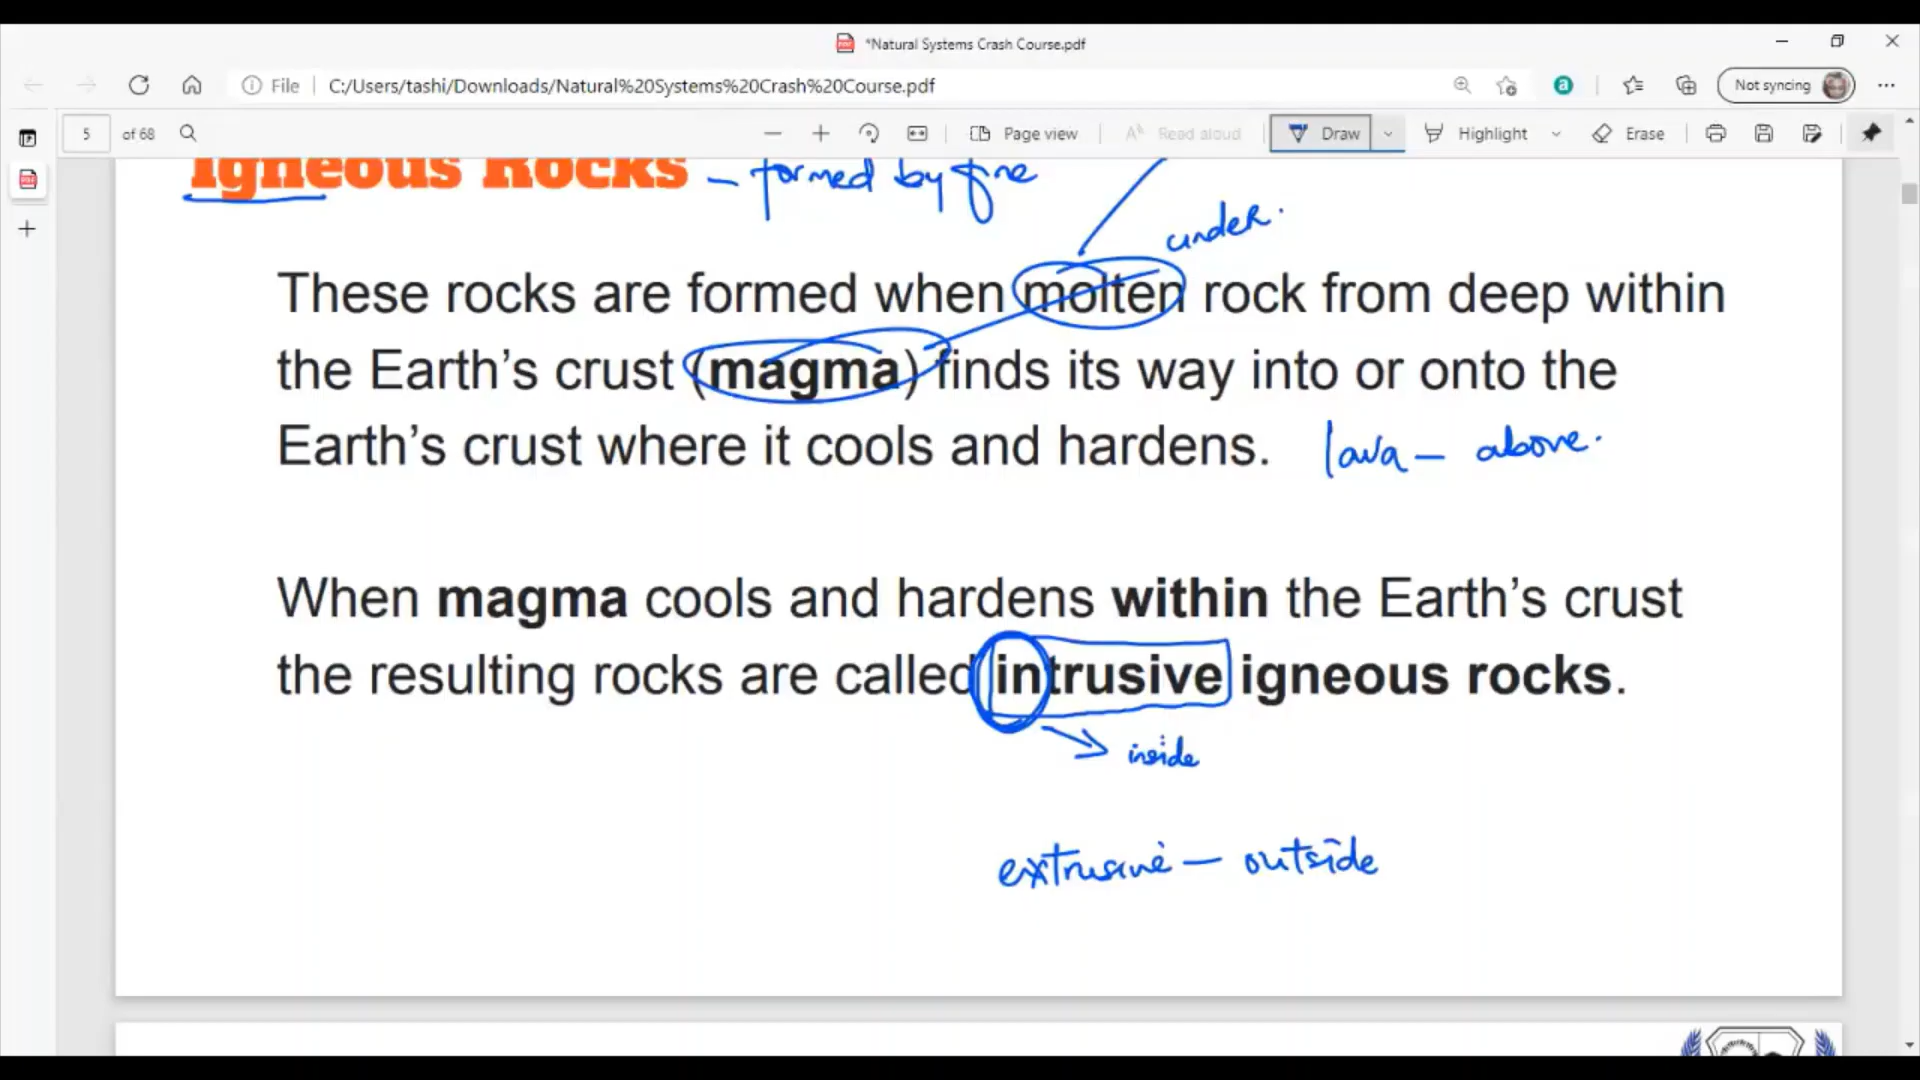 *Natural Systems Crash Course.pdf
File
C:/Users/tashi/Downloads/Natural%20Systems%20Crash%20Course.pdf
a
Not syncing
5 of 68
Page view
Read aloud
Draw
Highlight
Erase
Igneous Rocks - formed by fire
under.
These rocks are formed when molten rock from deep within
the Earth's crust (magma) finds its way into or onto the
Earth's crust where it cools and hardens. lava - above.
When magma cools and hardens within the Earth's crust
the resulting rocks are called intrusive igneous rocks.
inside
extrusive - outside